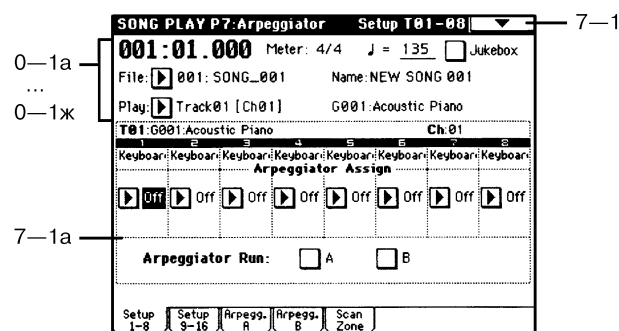 SONG PLAY P7:Arpeggiator Setup T01-08
7—1
001:01.000 Meter: 4/4 ♩ = 135 Jukebox
0—1а
...
0—1ж
File: 001: SONG_001 Name:NEW SONG 001
Play: Track01 [Ch01] G001:Acoustic Piano
T01:G001:Acoustic Piano Ch:01
1 2 3 4 5 6 7 8
Keyboar Keyboar Keyboar Keyboar Keyboar Keyboar Keyboar Keyboar
Arpeggiator Assign
Off Off Off Off Off Off Off Off
7—1а
Arpeggiator Run: A B
Setup 1-8 Setup 9-16 Arpegg. A Arpegg. B Scan Zone